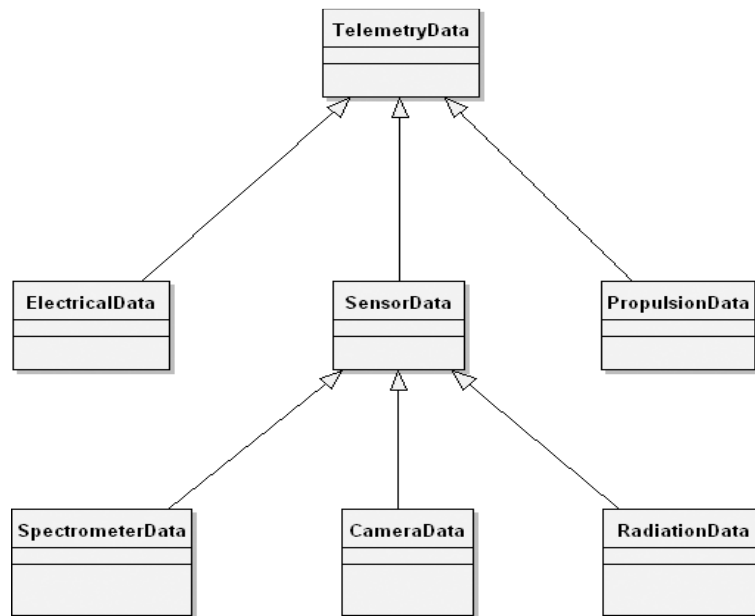 TelemetryData
ElectricalData
SensorData
PropulsionData
SpectrometerData
CameraData
RadiationData